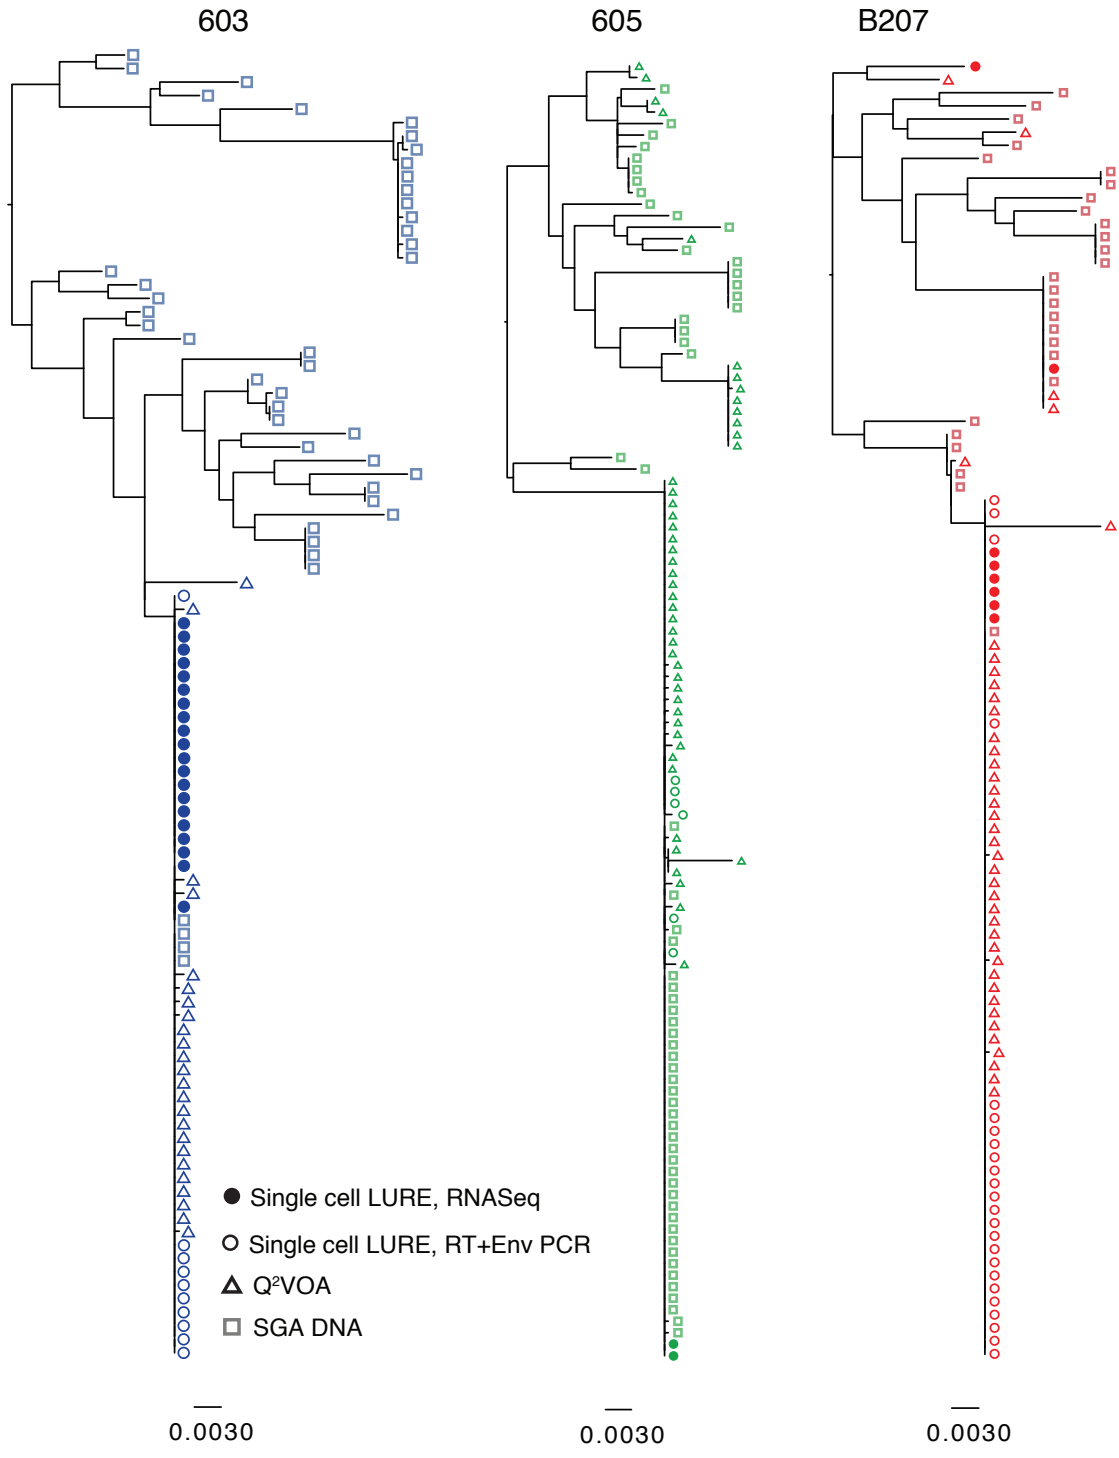 603
605
B207
Single cell LURE, RNASeq
Single cell LURE, RT+Env PCR
Q²VOA
SGA DNA
0.0030
0.0030
0.0030